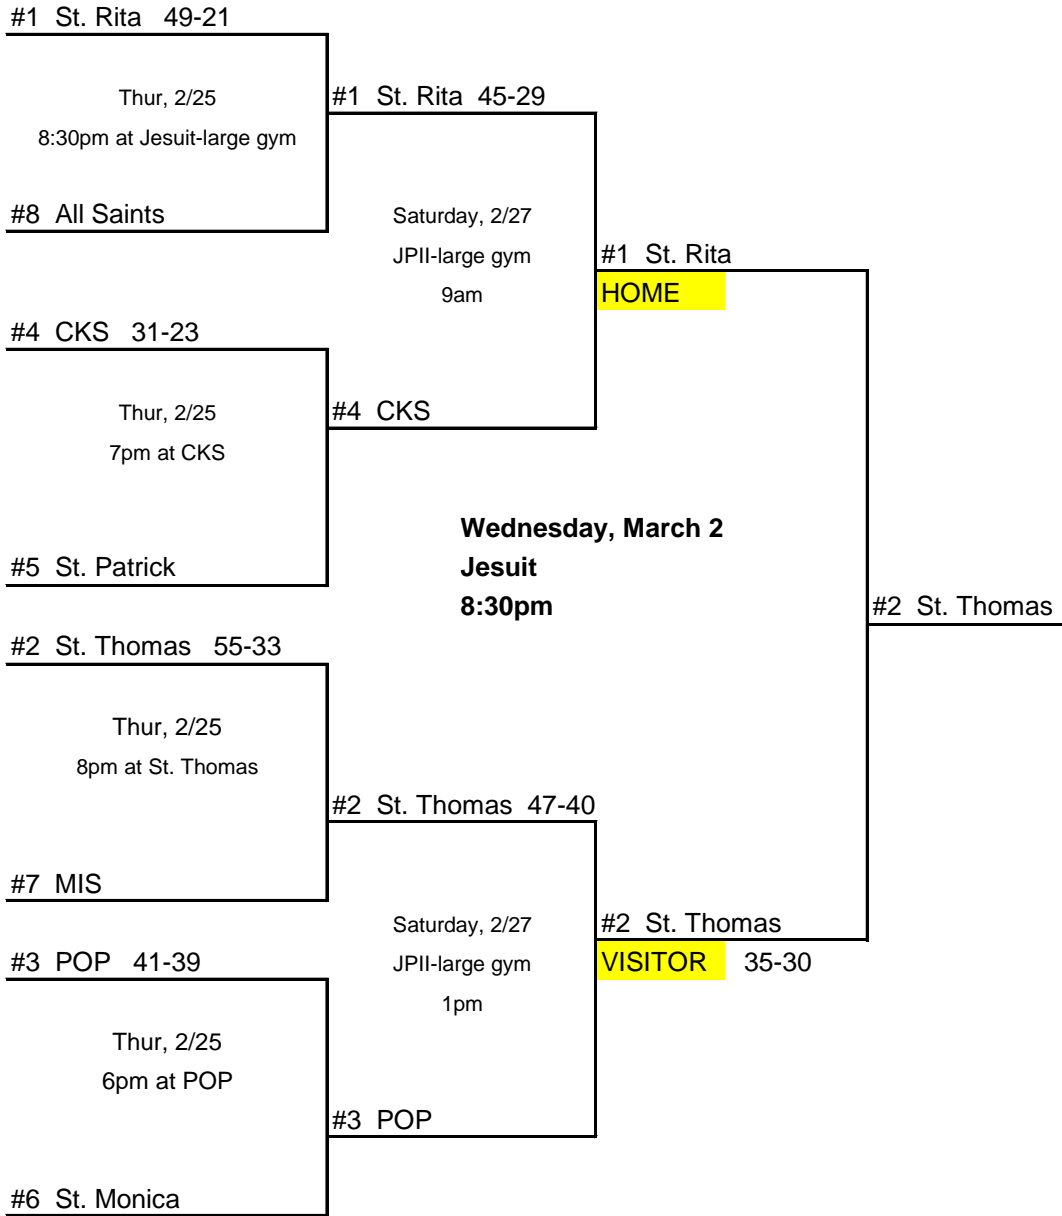 #1 St. Rita 49-21
Thur, 2/25
8:30pm at Jesuit-large gym
#8 All Saints
#1 St. Rita 45-29
Saturday, 2/27
JPII-large gym
9am
#1 St. Rita
HOME
#4 CKS 31-23
Thur, 2/25
7pm at CKS
#4 CKS
#5 St. Patrick
Wednesday, March 2
Jesuit
8:30pm
#2 St. Thomas
#2 St. Thomas 55-33
Thur, 2/25
8pm at St. Thomas
#2 St. Thomas 47-40
#7 MIS
Saturday, 2/27
JPII-large gym
1pm
#2 St. Thomas
VISITOR 35-30
#3 POP 41-39
Thur, 2/25
6pm at POP
#3 POP
#6 St. Monica